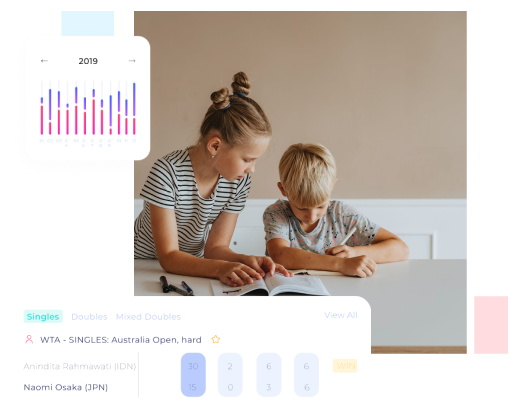 ← 2019 →
Singles Doubles Mixed Doubles View All
WTA - SINGLES: Australia Open, hard
Anindita Rahmawati (IDN) 30 2 6 6 WIN
Naomi Osaka (JPN) 15 0 3 6